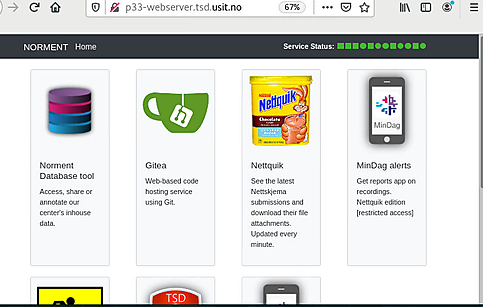 p33-webserver.tsd.usit.no
67%
NORMENT Home
Service Status:
Nettquik
Chocolate
MinDag
Norment
Database tool
Access, share or
annotate our
center's inhouse
data.
Gitea
Web-based code
hosting service
using Git.
Nettquik
See the latest
Nettskjema
submissions and
download their file
attachments.
Updated every
minute.
MinDag alerts
Get reports app on
recordings.
Nettquik edition
[restricted access]
TSD